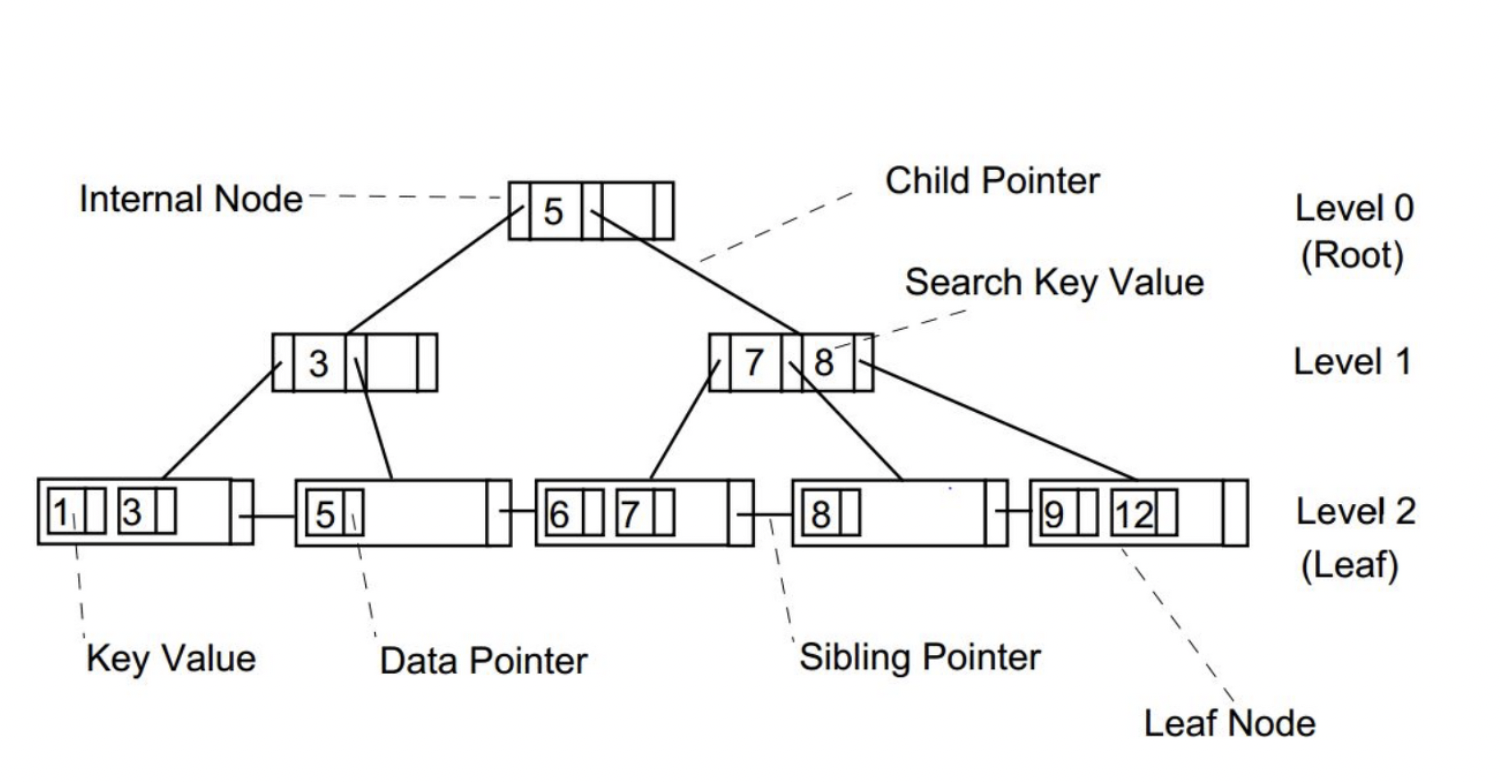 Internal Node
Child Pointer
5
Level 0
(Root)
Search Key Value
3
7 8
Level 1
1 3 5 6 7 8 9 12
Level 2
(Leaf)
Key Value
Data Pointer
Sibling Pointer
Leaf Node